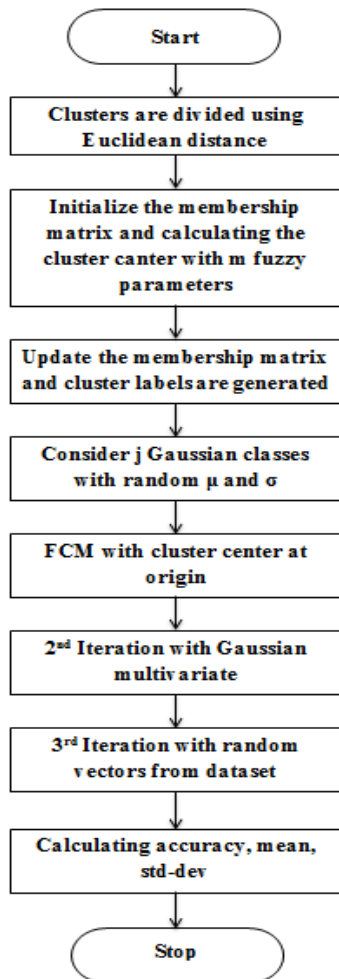 Start
Clusters are divided using
Euclidean distance
Initialize the membership
matrix and calculating the
cluster canter with m fuzzy
parameters
Update the membership matrix
and cluster labels are generated
Consider j Gaussian classes
with random μ and σ
FCM with cluster center at
origin
2nd Iteration with Gaussian
multivariate
3rd Iteration with random
vectors from dataset
Calculating accuracy, mean,
std-dev
Stop